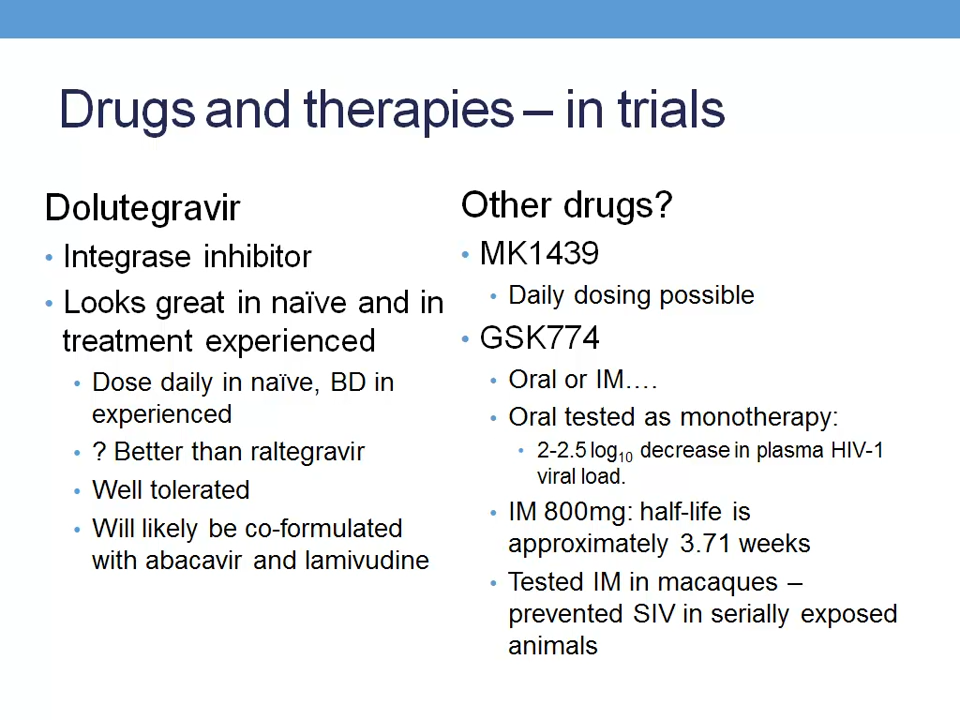 Drugs and therapies – in trials
Dolutegravir
• Integrase inhibitor
• Looks great in naïve and in
treatment experienced
• Dose daily in naïve, BD in
experienced
• ? Better than raltegravir
• Well tolerated
• Will likely be co-formulated
with abacavir and lamivudine
Other drugs?
• MK1439
• Daily dosing possible
• GSK774
• Oral or IM….
• Oral tested as monotherapy:
• 2-2.5 log10 decrease in plasma HIV-1
viral load.
• IM 800mg: half-life is
approximately 3.71 weeks
• Tested IM in macaques –
prevented SIV in serially exposed
animals